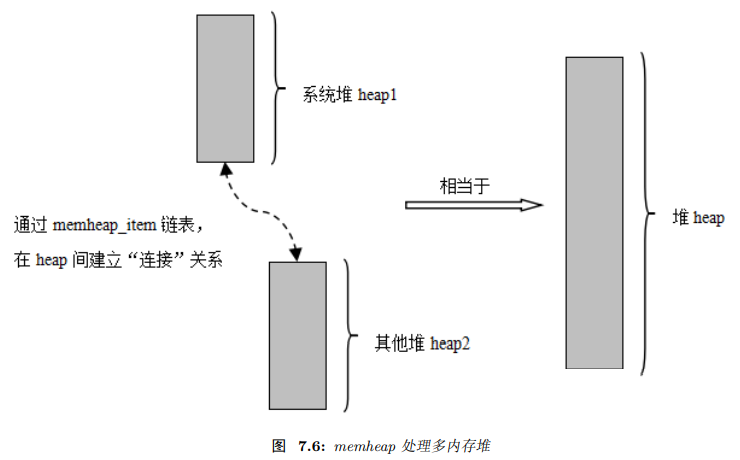 系统堆 heap1
相当于
通过 memheap_item 链表，
在 heap 间建立“连接”关系
堆 heap
其他堆 heap2
图 7.6: memheap 处理多内存堆